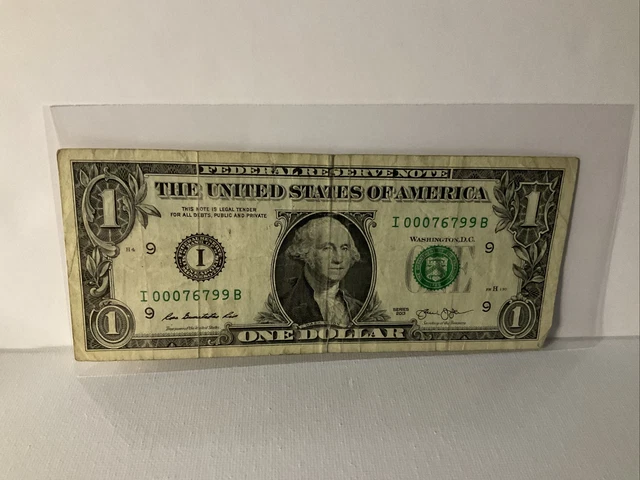 FEDERAL RESERVE NOTE
THE UNITED STATES OF AMERICA
1
1
THIS NOTE IS LEGAL TENDER
FOR ALL DEBTS, PUBLIC AND PRIVATE
I 00076799 B
WASHINGTON, D.C.
9
9
I
I 00076799 B
9
9
SERIES
2013
1
1
ONE DOLLAR